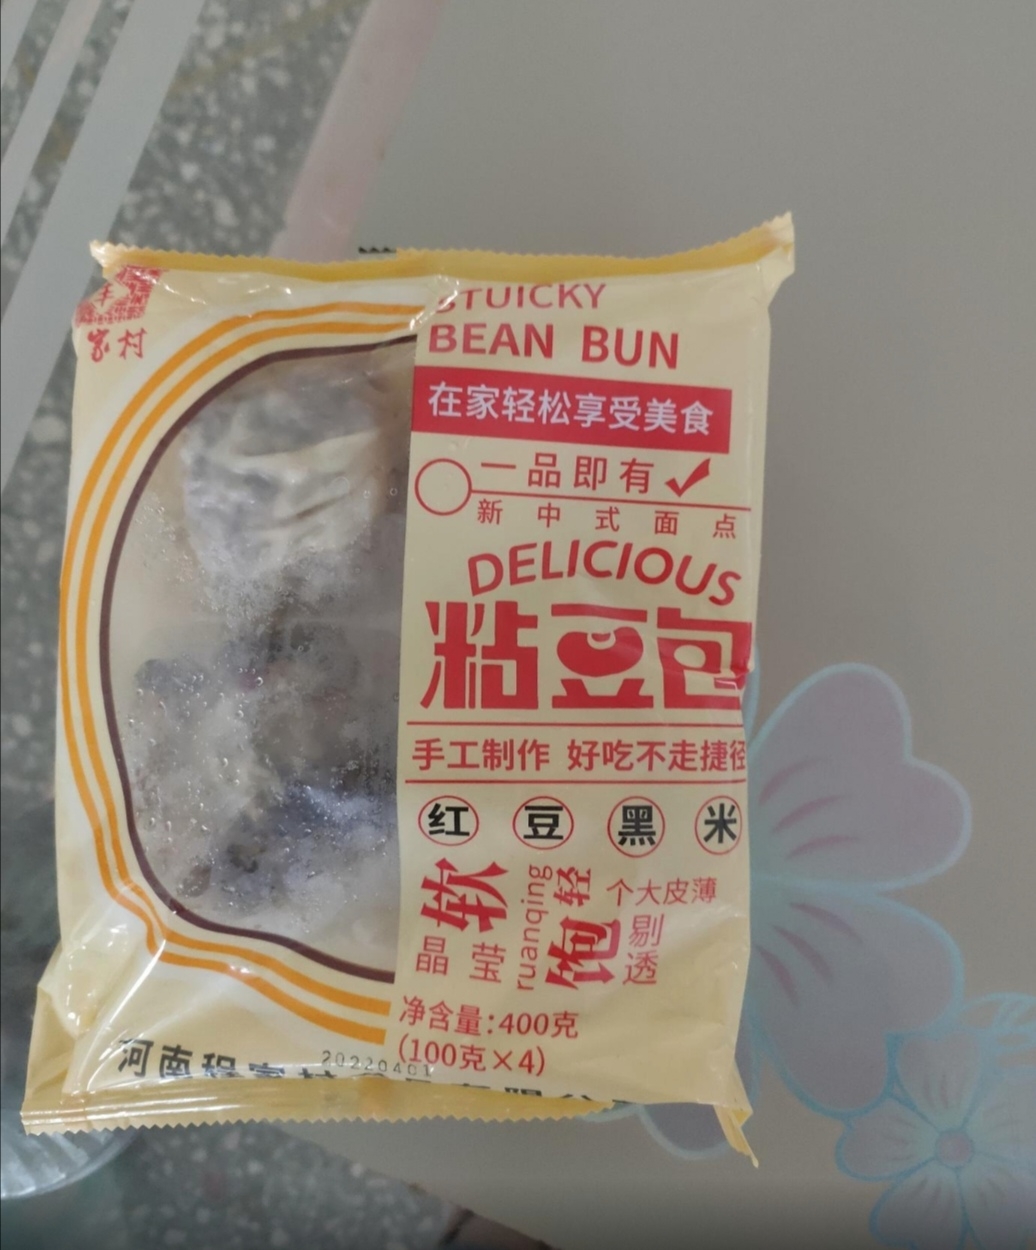 家村
STUICKY
BEAN BUN
在家轻松享受美食
一品即有
新中式面点
DELICIOUS
粘豆包
手工制作 好吃不走捷径
红豆黑米
软
轻
饱
ruanqing
个大皮薄
晶莹
剔透
净含量:400克
(100克×4)
20220401
河南程家村